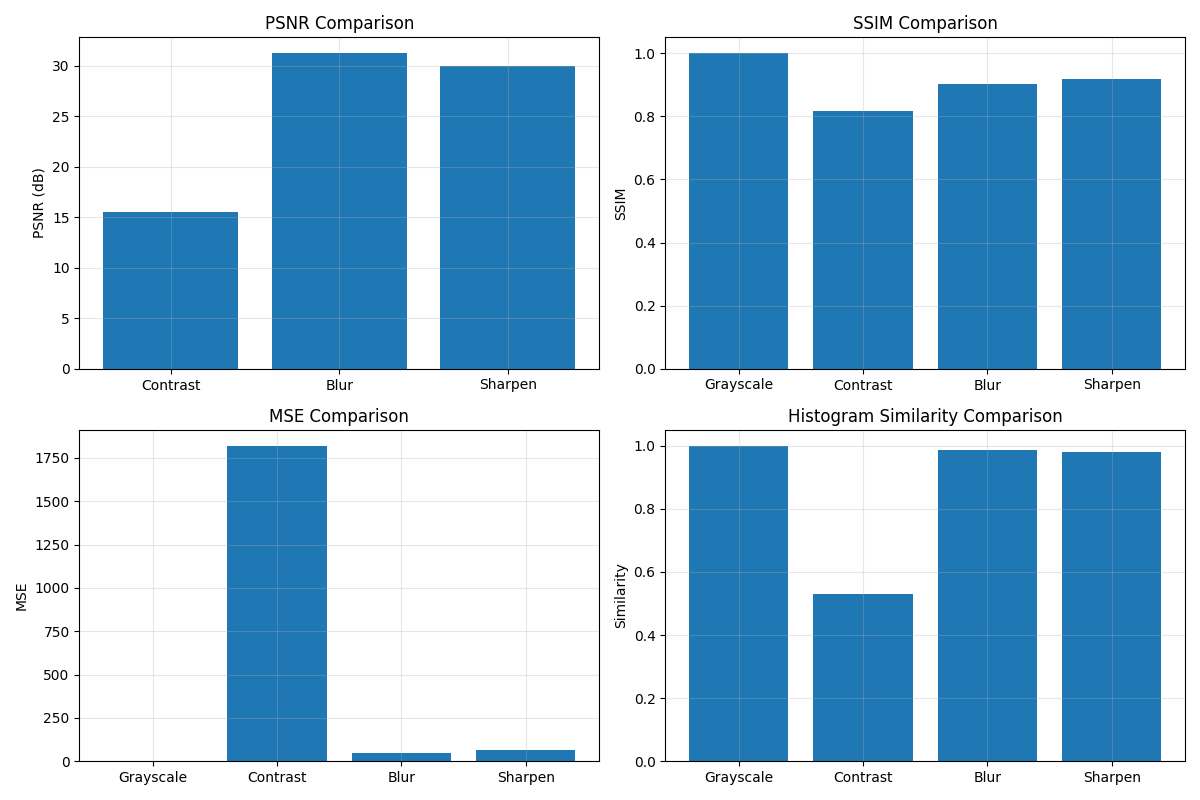 PSNR Comparison
PSNR (dB)
30
25
20
15
10
5
0
Contrast Blur Sharpen
SSIM Comparison
SSIM
1.0
0.8
0.6
0.4
0.2
0.0
Grayscale Contrast Blur Sharpen
MSE Comparison
MSE
1750
1500
1250
1000
750
500
250
0
Grayscale Contrast Blur Sharpen
Histogram Similarity Comparison
Similarity
1.0
0.8
0.6
0.4
0.2
0.0
Grayscale Contrast Blur Sharpen